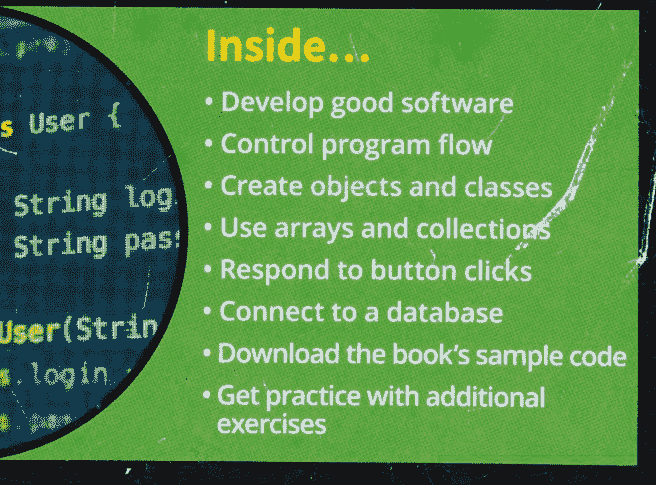 Inside...
• Develop good software
• Control program flow
• Create objects and classes
• Use arrays and collections
• Respond to button clicks
• Connect to a database
• Download the book's sample code
• Get practice with additional
exercises
s User {
String log
String pas
User(Strin
s.login